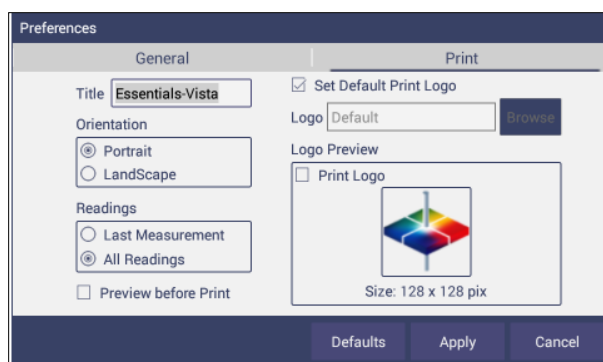 Preferences
General
Print
Title Essentials-Vista
Orientation
Portrait
LandScape
Readings
Last Measurement
All Readings
Preview before Print
Set Default Print Logo
Logo Default Browse
Logo Preview
Print Logo
Size: 128 x 128 pix
Defaults
Apply
Cancel